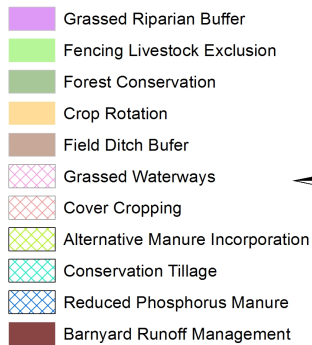 Grassed Riparian Buffer
Fencing Livestock Exclusion
Forest Conservation
Crop Rotation
Field Ditch Bufer
Grassed Waterways
Cover Cropping
Alternative Manure Incorporation
Conservation Tillage
Reduced Phosphorus Manure
Barnyard Runoff Management